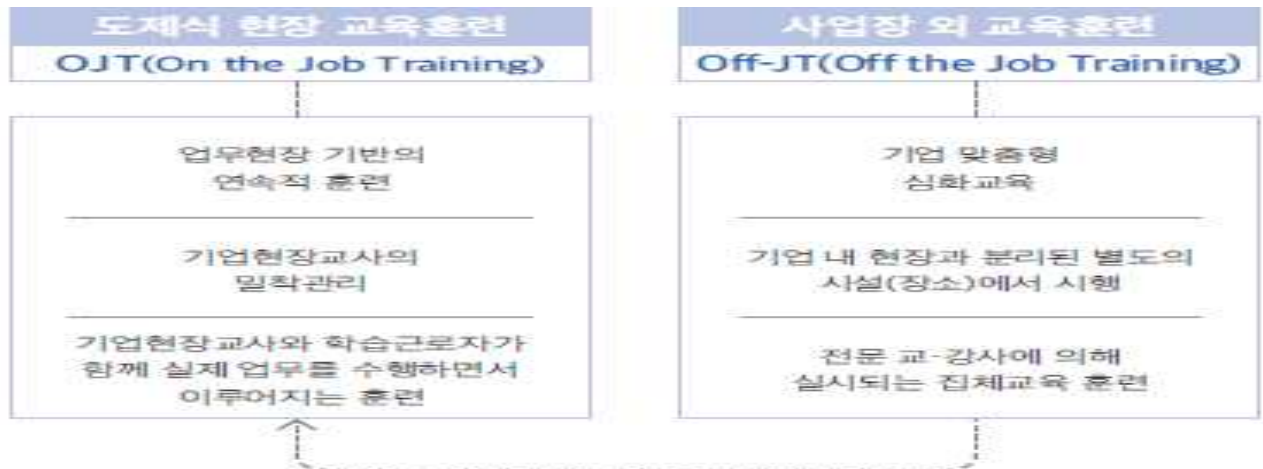 도제식 현장 교육훈련
OJT(On the Job Training)
업무현장 기반의
연속적 훈련
기업현장교사의
밀착관리
기업현장교사와 학습근로자가
함께 실제 업무를 수행하면서
이루어지는 훈련
사업장 외 교육훈련
Off-JT(Off the Job Training)
기업 맞춤형
심화교육
기업 내 현장과 분리된 별도의
시설(장소)에서 시행
전문 교·강사에 의해
실시되는 집체교육 훈련